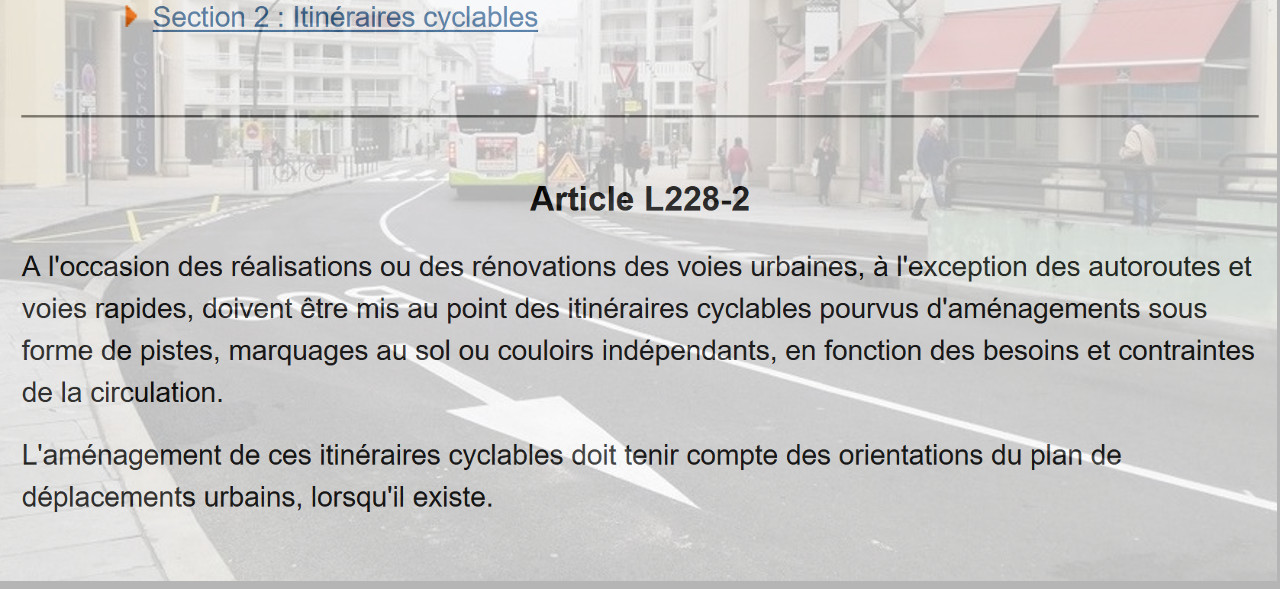 Section 2 : Itinéraires cyclables
Article L228-2
A l'occasion des réalisations ou des rénovations des voies urbaines, à l'exception des autoroutes et
voies rapides, doivent être mis au point des itinéraires cyclables pourvus d'aménagements sous
forme de pistes, marquages au sol ou couloirs indépendants, en fonction des besoins et contraintes
de la circulation.
L'aménagement de ces itinéraires cyclables doit tenir compte des orientations du plan de
déplacements urbains, lorsqu'il existe.
BUS